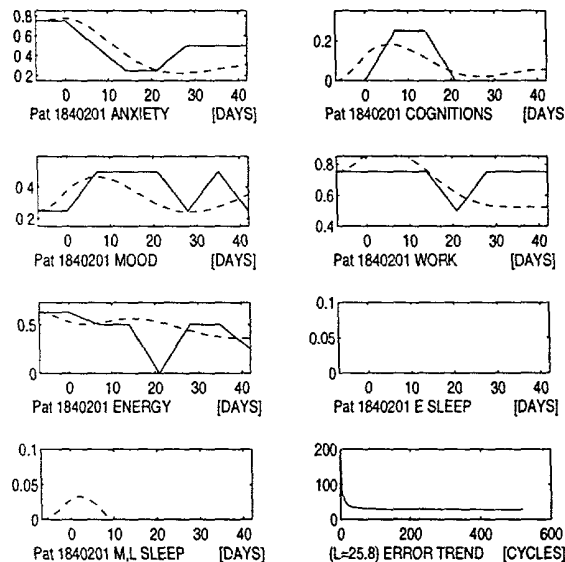 0.8
0.6
0 4
0 2
0 10 20 30 40
Pat 1840201 ANXIETY [DAYS]
0.2
0
0 10 20 30 40
Pat 1840201 COGNITIONS [DAYS
0.4
0 2
0 10 20 30 40
Pat 1840201 MOOD [DAYS]
0.8
0.6
0.4
0 10 20 30 40
Pat 1840201 WORK [DAYS]
0.5
0
0 10 20 30 40
Pat 1840201 ENERGY [DAYS]
0.1
0.05
0
0 10 20 30 40
Pat 1840201 E SLEEP [DAYS]
0.1
0.05
0
0 10 20 30 40
Pat 1840201 M,L SLEEP [DAYS]
200
100
0
0 200 400 600
(L=25.8) ERROR TREND [CYCLES]